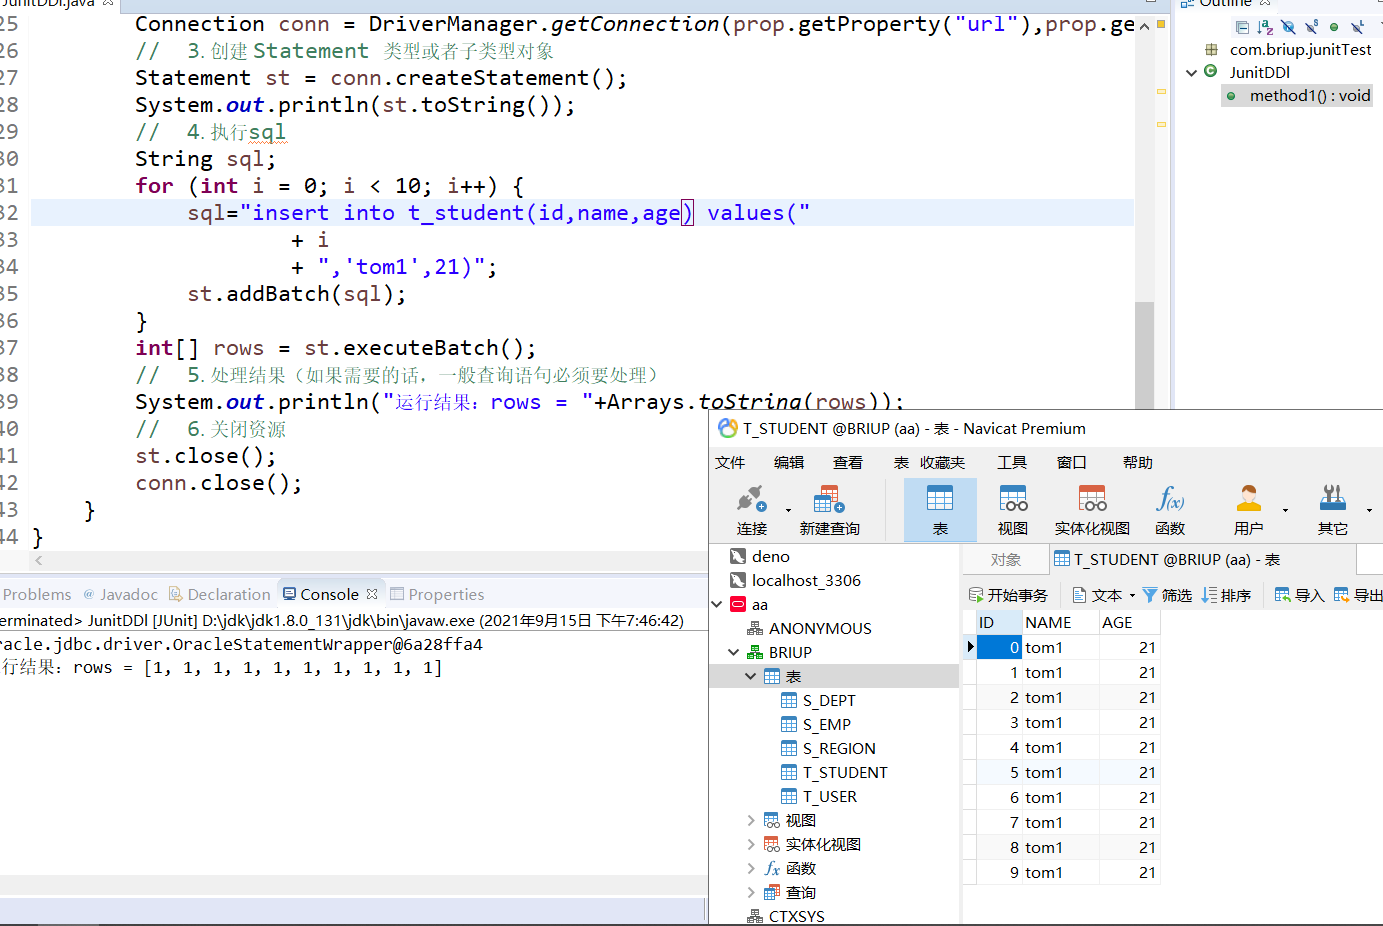 JunitDDl.java
Outline
25 Connection conn = DriverManager.getConnection(prop.getProperty("url"),prop.ge
26 // 3.创建 Statement 类型或者子类型对象
27 Statement st = conn.createStatement();
28 System.out.println(st.toString());
29 // 4.执行sql
30 String sql;
31 for (int i = 0; i < 10; i++) {
32 sql="insert into t_student(id,name,age) values("
33 + i
34 + ",'tom1',21)";
35 st.addBatch(sql);
36 }
37 int[] rows = st.executeBatch();
38 // 5.处理结果（如果需要的话，一般查询语句必须要处理）
39 System.out.println("运行结果：rows = "+Arrays.toString(rows));
40 // 6.关闭资源
41 st.close();
42 conn.close();
43 }
44 }
com.briup.junitTest
JunitDDl
method1() : void
Problems @ Javadoc Declaration Console Properties
erminated> JunitDDl [JUnit] D:\jdk\jdk1.8.0_131\jdk\bin\javaw.exe (2021年9月15日 下午7:46:42)
racle.jdbc.driver.OracleStatementWrapper@6a28ffa4
行结果：rows = [1, 1, 1, 1, 1, 1, 1, 1, 1, 1]
T_STUDENT @BRIUP (aa) - 表 - Navicat Premium
文件 编辑 查看 表 收藏夹 工具 窗口 帮助
连接 新建查询 表 视图 实体化视图 函数 用户 其它
deno
localhost_3306
aa
ANONYMOUS
BRIUP
表
S_DEPT
S_EMP
S_REGION
T_STUDENT
T_USER
视图
实体化视图
函数
查询
CTXSYS
对象 T_STUDENT @BRIUP (aa) - 表
开始事务 文本 筛选 排序 导入 导出
ID NAME AGE
0 tom1 21
1 tom1 21
2 tom1 21
3 tom1 21
4 tom1 21
5 tom1 21
6 tom1 21
7 tom1 21
8 tom1 21
9 tom1 21